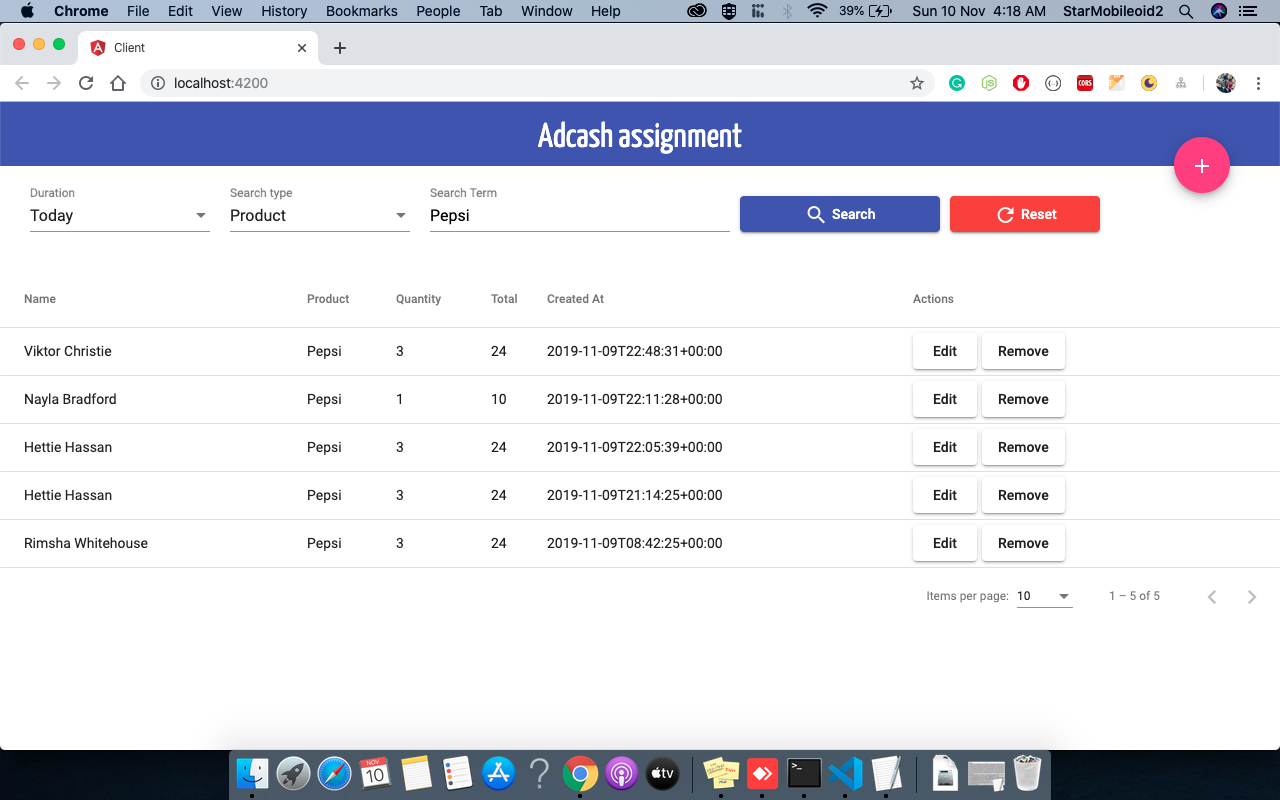 Chrome File Edit View History Bookmarks People Tab Window Help 39% Sun 10 Nov 4:18 AM StarMobileoid2
Client
localhost:4200
CORS
Adcash assignment
+
Duration Search type Search Term
Today Product Pepsi Search Reset
Name Product Quantity Total Created At Actions
Viktor Christie Pepsi 3 24 2019-11-09T22:48:31+00:00 Edit Remove
Nayla Bradford Pepsi 1 10 2019-11-09T22:11:28+00:00 Edit Remove
Hettie Hassan Pepsi 3 24 2019-11-09T22:05:39+00:00 Edit Remove
Hettie Hassan Pepsi 3 24 2019-11-09T21:14:25+00:00 Edit Remove
Rimsha Whitehouse Pepsi 3 24 2019-11-09T08:42:25+00:00 Edit Remove
Items per page: 10 1 – 5 of 5
NOV
10
tv